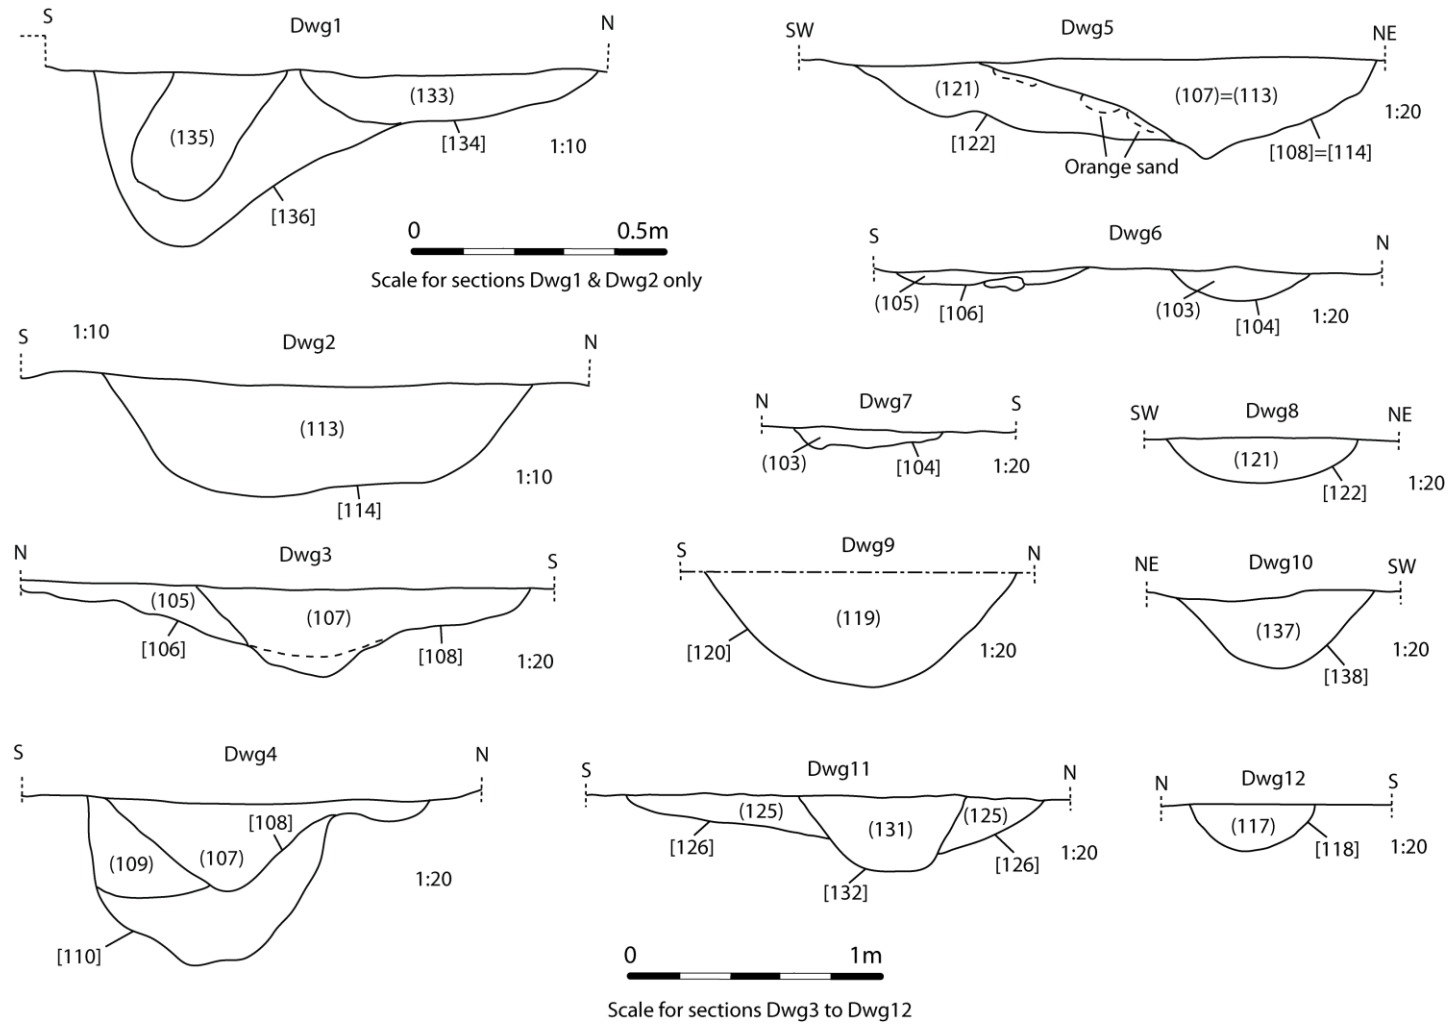 S
Dwg1
N
(133)
(135)
[134]
1:10
[136]
0
0.5m
Scale for sections Dwg1 & Dwg2 only
S
1:10
Dwg2
N
(113)
1:10
[114]
N
Dwg3
S
(105)
(107)
[106]
[108]
1:20
S
Dwg4
N
[108]
(109)
(107)
1:20
[110]
SW
Dwg5
NE
(121)
(107)=(113)
1:20
[122]
[108]=[114]
Orange sand
S
Dwg6
N
(105)
[106]
(103)
[104]
1:20
N
Dwg7
S
(103)
[104]
1:20
SW
Dwg8
NE
(121)
[122]
1:20
S
Dwg9
N
(119)
[120]
1:20
NE
Dwg10
SW
(137)
1:20
[138]
S
Dwg11
N
(125)
(131)
(125)
[126]
[132]
[126]
1:20
N
Dwg12
S
(117)
[118]
1:20
0
1m
Scale for sections Dwg3 to Dwg12